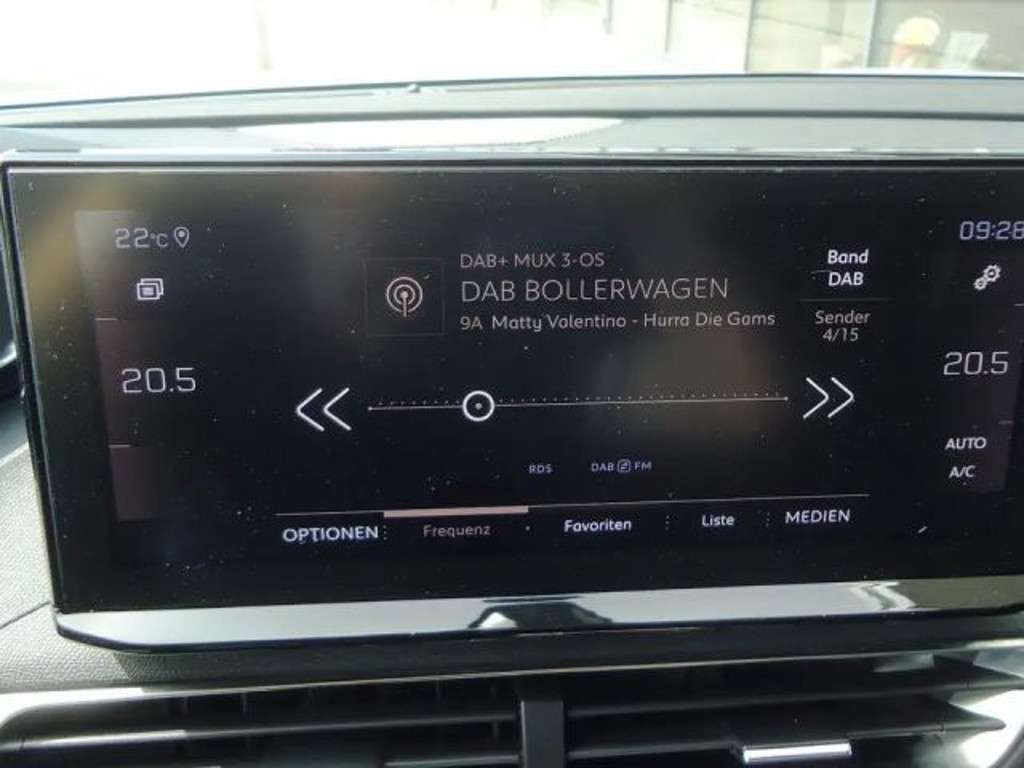 22°C
09:28
DAB+ MUX 3-OS
DAB BOLLERWAGEN
9A Matty Valentino - Hurra Die Gams
Band
DAB
Sender
4/15
20.5
20.5
AUTO
A/C
RDS
DAB FM
OPTIONEN
Frequenz
Favoriten
Liste
MEDIEN